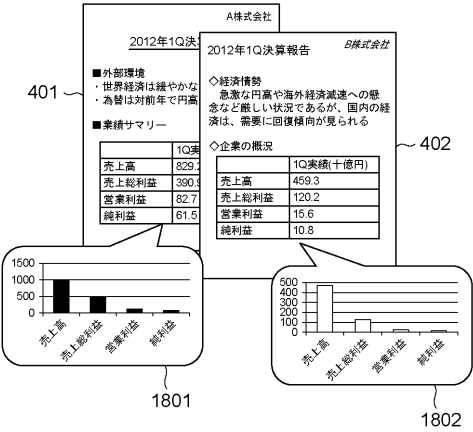 A株式会社
2012年1Q決算
■外部環境
・世界経済は緩やかな
・為替は対前年で円高
■業績サマリー
1Q実
売上高 829.2
売上総利益 390.9
営業利益 82.7
純利益 61.5
401
B株式会社
2012年1Q決算報告
◇経済情勢
急激な円高や海外経済減速への懸
念など厳しい状況であるが、国内の経
済は、需要に回復傾向が見られる
◇企業の概況
1Q実績(十億円)
売上高 459.3
売上総利益 120.2
営業利益 15.6
純利益 10.8
402
1500
1000
500
0
売上高
売上総利益
営業利益
純利益
1801
500
400
300
200
100
0
売上高
売上総利益
営業利益
純利益
1802